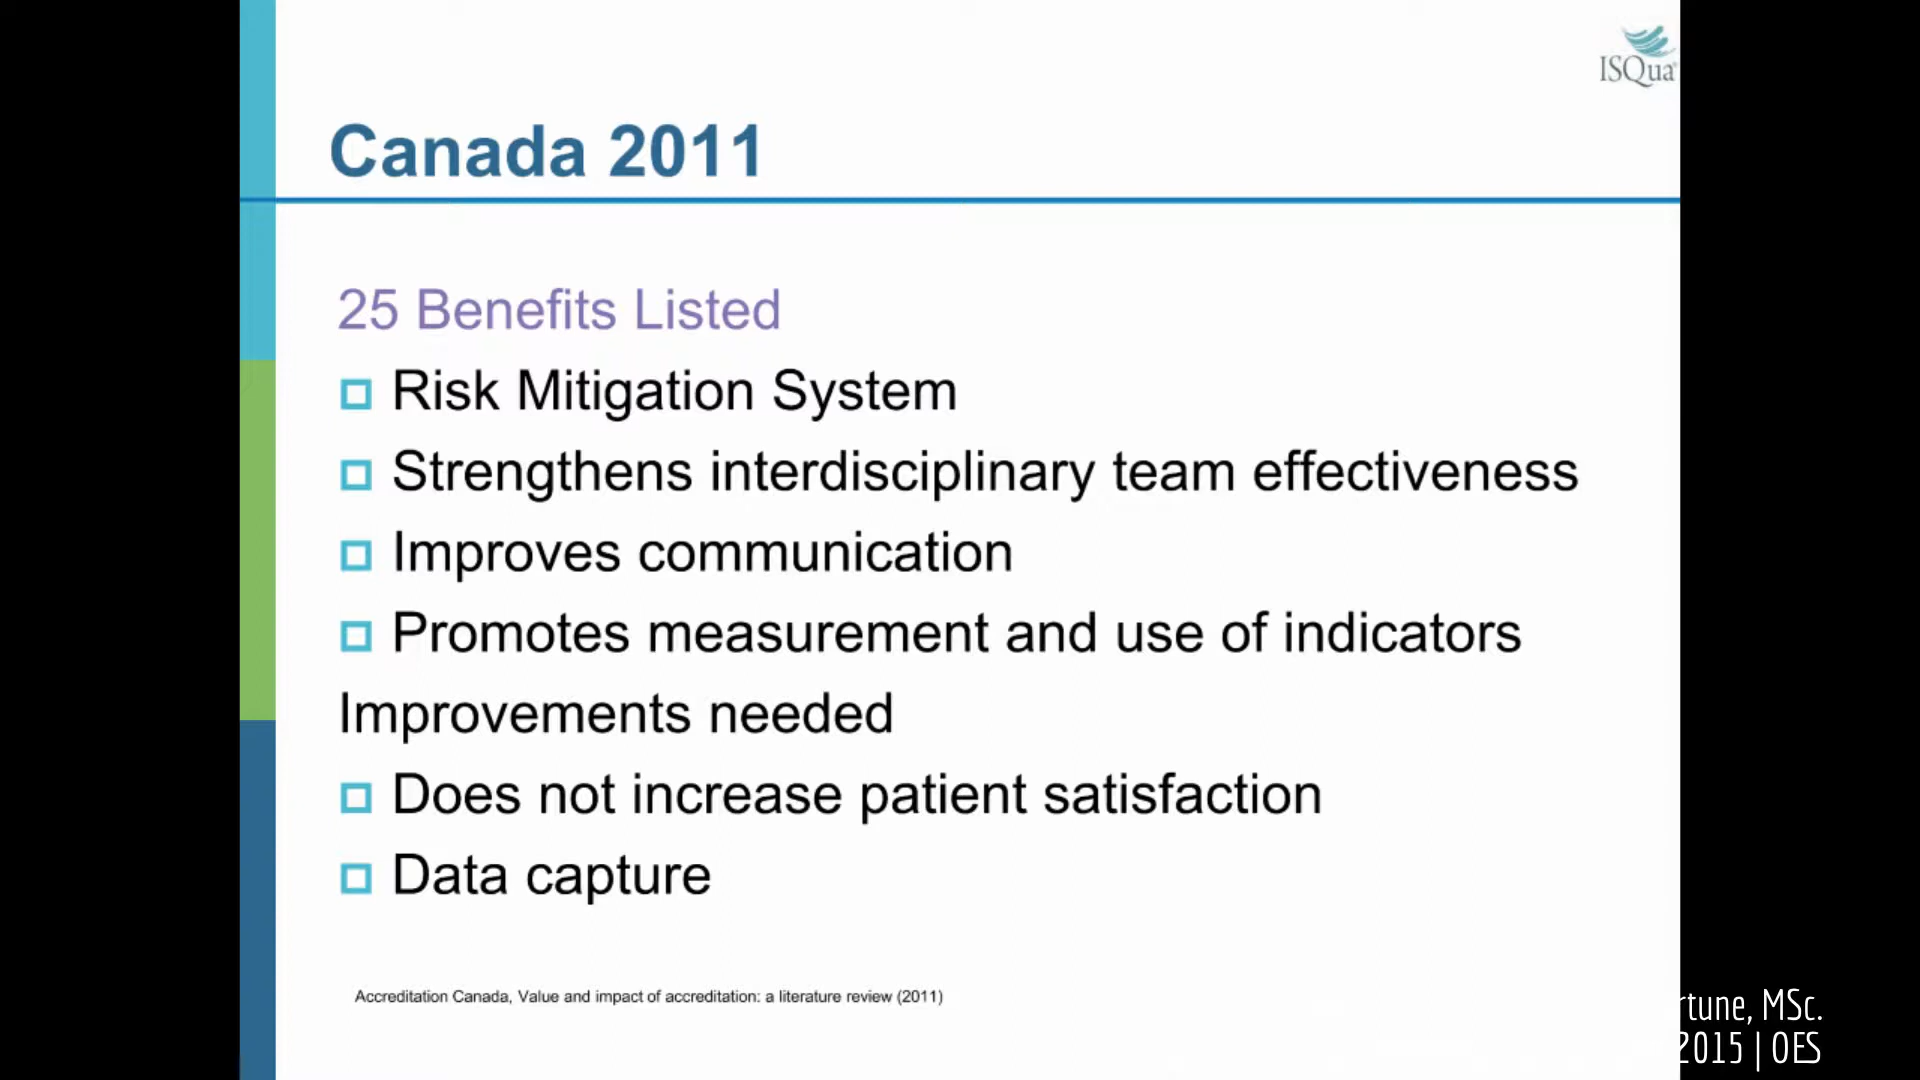 ISQua
Canada 2011
25 Benefits Listed
Risk Mitigation System
Strengthens interdisciplinary team effectiveness
Improves communication
Promotes measurement and use of indicators
Improvements needed
Does not increase patient satisfaction
Data capture
Accreditation Canada, Value and impact of accreditation: a literature review (2011)
MSc.
2015 | OES